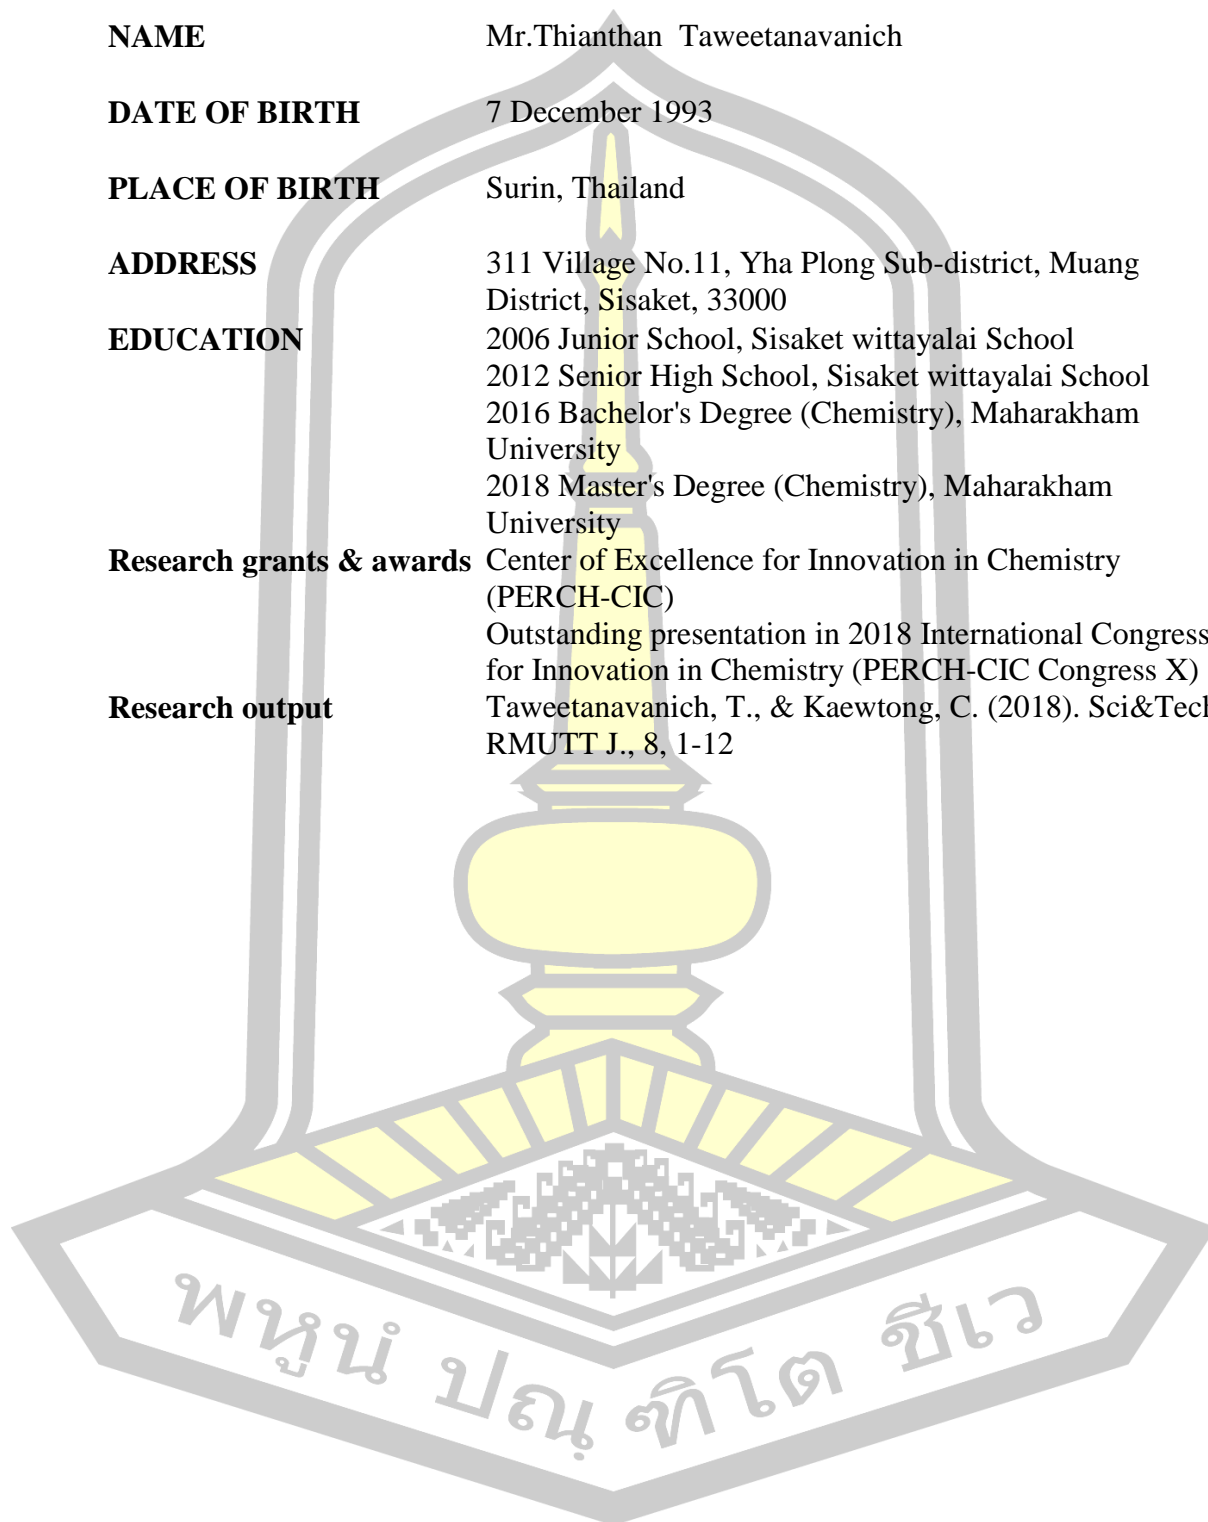 NAME Mr.Thianthan Taweetanavanich
DATE OF BIRTH 7 December 1993
PLACE OF BIRTH Surin, Thailand
ADDRESS 311 Village No.11, Yha Plong Sub-district, Muang
District, Sisaket, 33000
EDUCATION 2006 Junior School, Sisaket wittayalai School
2012 Senior High School, Sisaket wittayalai School
2016 Bachelor's Degree (Chemistry), Maharakham
University
2018 Master's Degree (Chemistry), Maharakham
University
Research grants & awards Center of Excellence for Innovation in Chemistry
(PERCH-CIC)
Outstanding presentation in 2018 International Congress
for Innovation in Chemistry (PERCH-CIC Congress X)
Research output Taweetanavanich, T., & Kaewtong, C. (2018). Sci&Tech
RMUTT J., 8, 1-12
พหูนํ ปณฺฑิโต ชีเว